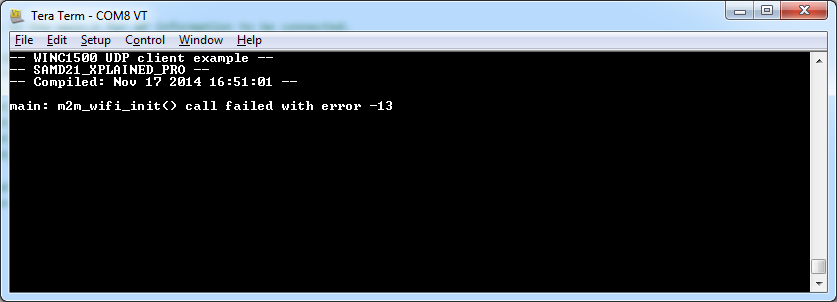 Tera Term - COM8 VT
File Edit Setup Control Window Help
-- WINC1500 UDP client example --
-- SAMD21_XPLAINED_PRO --
-- Compiled: Nov 17 2014 16:51:01 --
main: m2m_wifi_init() call failed with error -13